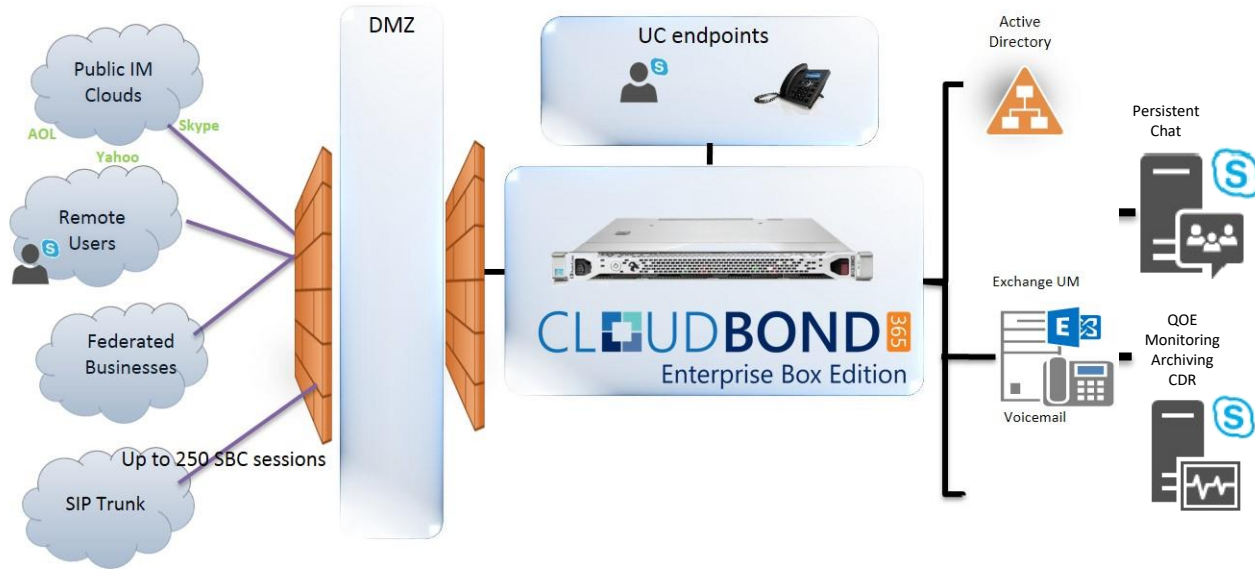 Public IM
Clouds
AOL
Skype
Yahoo
Remote
Users
Federated
Businesses
Up to 250 SBC sessions
SIP Trunk
DMZ
UC endpoints
CLOUDBOND 365
Enterprise Box Edition
Active
Directory
Persistent
Chat
Exchange UM
E
Voicemail
QOE
Monitoring
Archiving
CDR
S
S
S
S